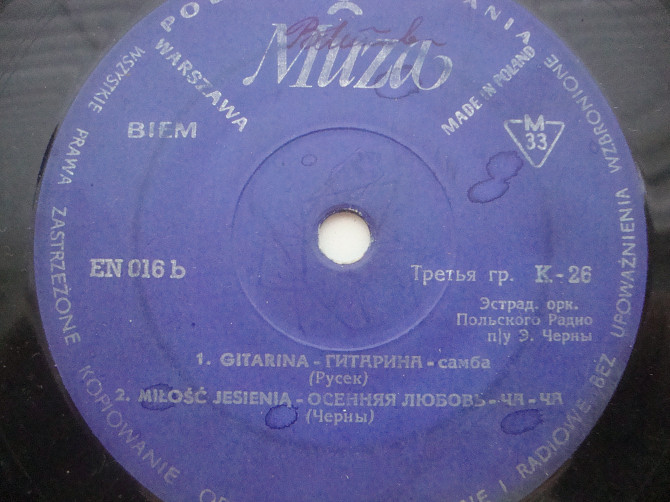 Mûza
WARSZAWA
MADE IN POLAND
BIEM
M
33
WSZYSTKIE PRAWA ZASTRZEŻONE KOPIOWANIE
I RADIOWE BEZ UPOWAŻNIENIA WZBRONIONE
EN 016 b
Третья гр. К-26
Эстрад. орк.
Польского Радио
п/у Э. Черны
1. GITARINA - ГИТАРИНА - самба
(Русек)
2. MIŁOŚĆ JESIENIĄ - ОСЕННЯЯ ЛЮБОВЬ - ЧА - ЧА
(Черны)